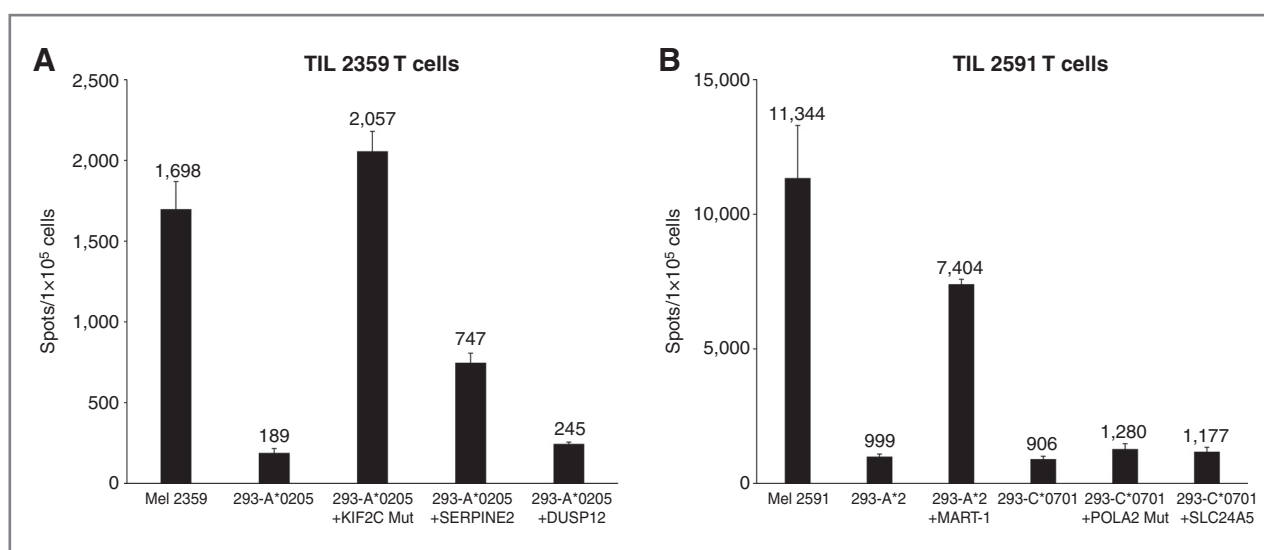 A
TIL 2359 T cells
2,500
2,000
1,500
1,000
500
0
Spots/1×10⁵ cells
1,698
189
2,057
747
245
Mel 2359
293-A*0205
293-A*0205
+KIF2C Mut
293-A*0205
+SERPINE2
293-A*0205
+DUSP12
B
TIL 2591 T cells
15,000
10,000
5,000
0
Spots/1×10⁵ cells
11,344
999
7,404
906
1,280
1,177
Mel 2591
293-A*2
293-A*2
+MART-1
293-C*0701
293-C*0701
+POLA2 Mut
293-C*0701
+SLC24A5